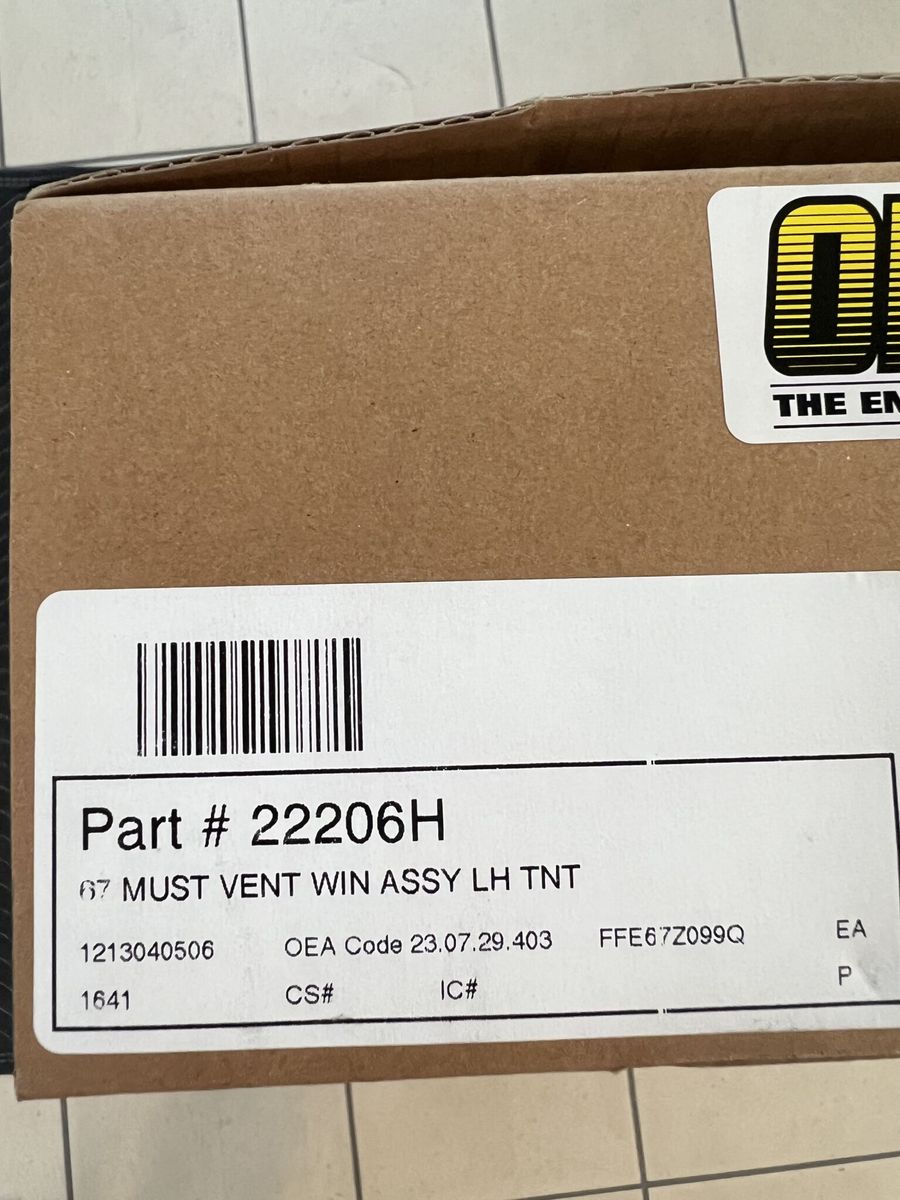 THE
Part # 22206H
67 MUST VENT WIN ASSY LH TNT
1213040506 OEA Code 23.07.29.403 FFE67Z099Q EA
1641 CS# IC# P